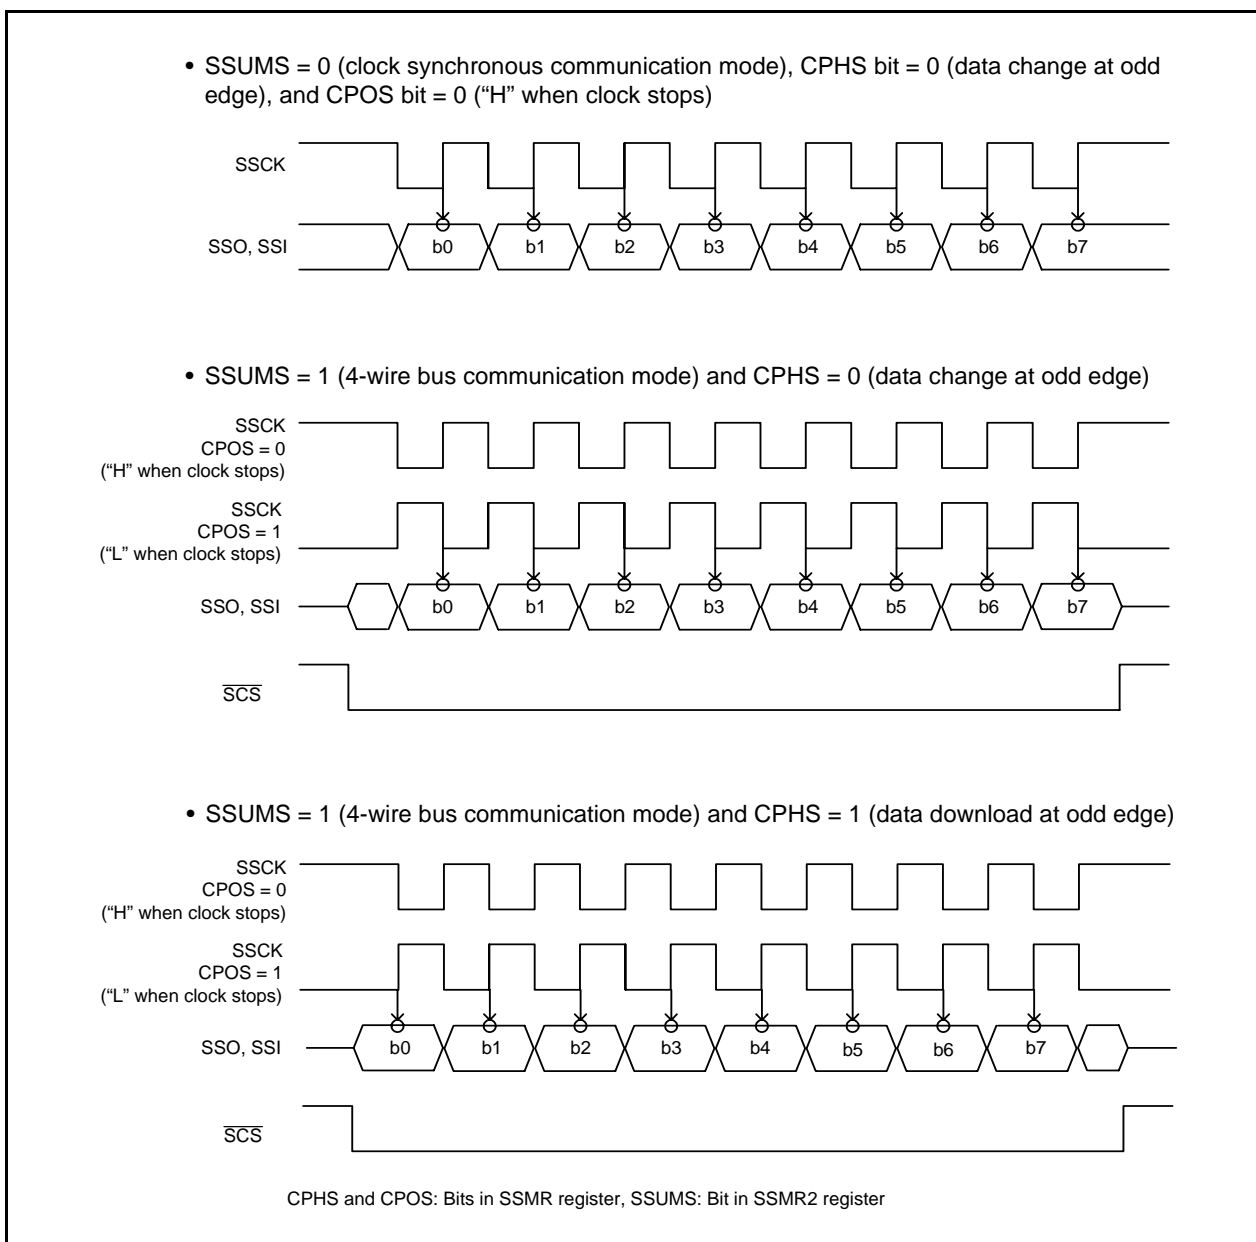 • SSUMS = 0 (clock synchronous communication mode), CPHS bit = 0 (data change at odd
edge), and CPOS bit = 0 (“H” when clock stops)
SSCK
SSO, SSI
b0 b1 b2 b3 b4 b5 b6 b7
• SSUMS = 1 (4-wire bus communication mode) and CPHS = 0 (data change at odd edge)
SSCK
CPOS = 0
(“H” when clock stops)
SSCK
CPOS = 1
(“L” when clock stops)
SSO, SSI
b0 b1 b2 b3 b4 b5 b6 b7
SCS
• SSUMS = 1 (4-wire bus communication mode) and CPHS = 1 (data download at odd edge)
SSCK
CPOS = 0
(“H” when clock stops)
SSCK
CPOS = 1
(“L” when clock stops)
SSO, SSI
b0 b1 b2 b3 b4 b5 b6 b7
SCS
CPHS and CPOS: Bits in SSMR register, SSUMS: Bit in SSMR2 register